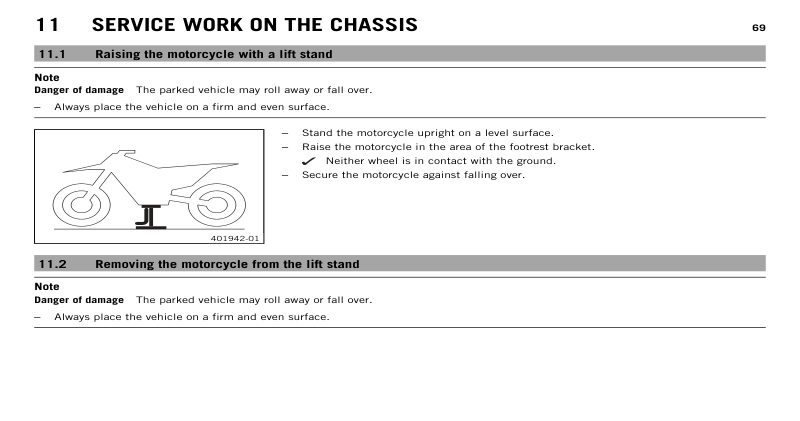 11 SERVICE WORK ON THE CHASSIS 69
11.1 Raising the motorcycle with a lift stand
Note
Danger of damage The parked vehicle may roll away or fall over.
– Always place the vehicle on a firm and even surface.
– Stand the motorcycle upright on a level surface.
– Raise the motorcycle in the area of the footrest bracket.
✓ Neither wheel is in contact with the ground.
– Secure the motorcycle against falling over.
401942-01
11.2 Removing the motorcycle from the lift stand
Note
Danger of damage The parked vehicle may roll away or fall over.
– Always place the vehicle on a firm and even surface.